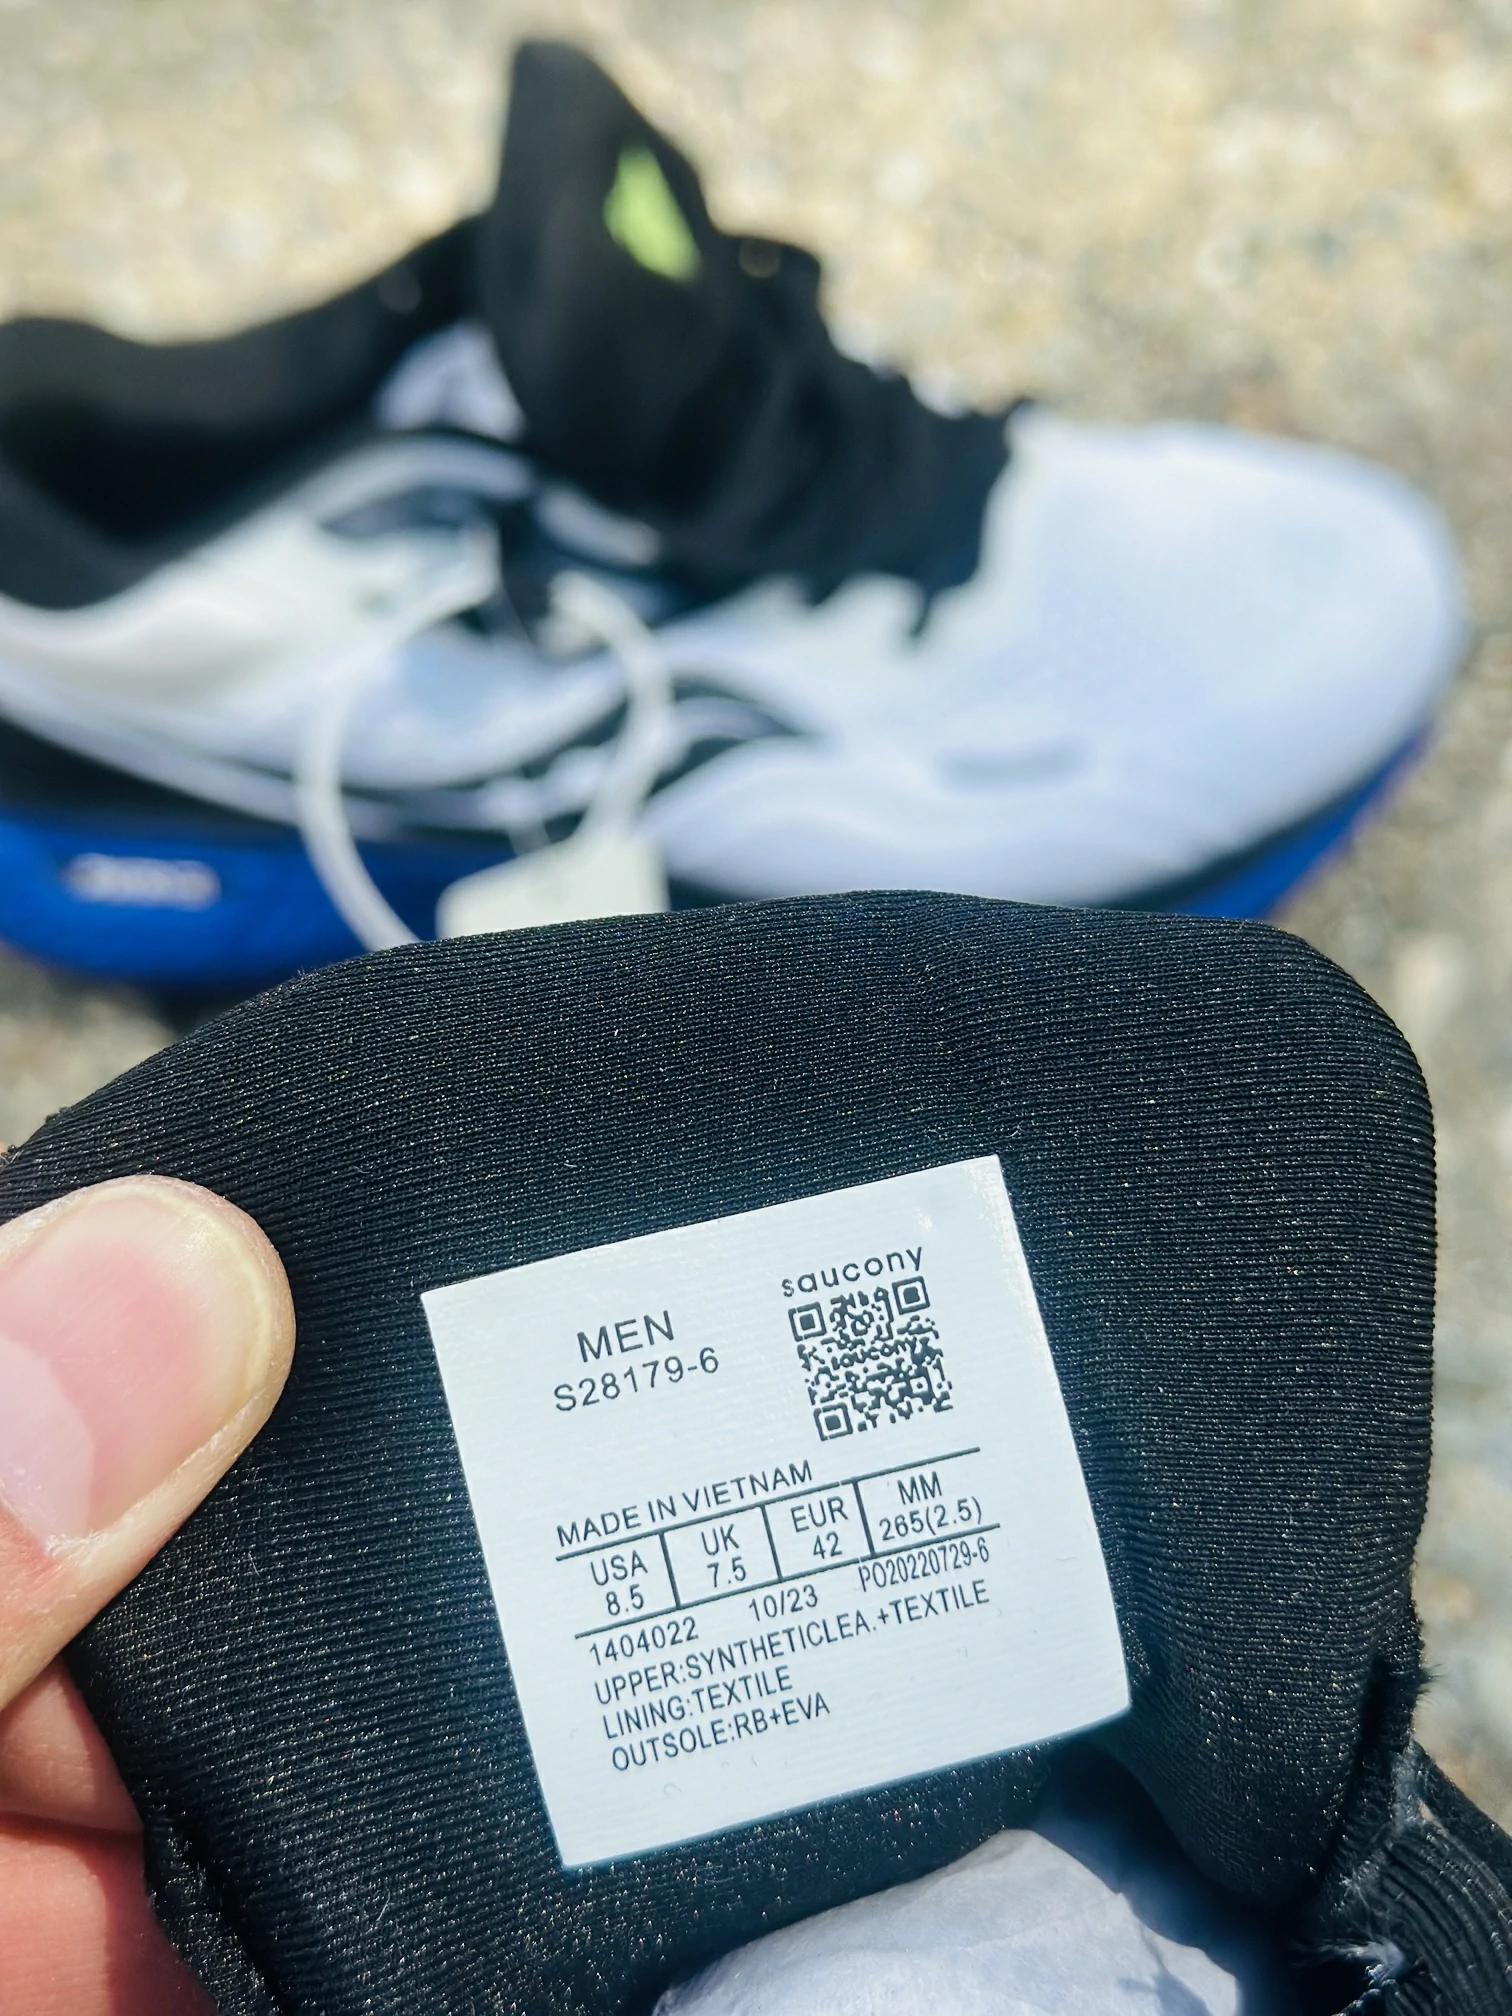 saucony
MEN
S28179-6
saucony
MADE IN VIETNAM
USA UK EUR MM
8.5 7.5 42 265(2.5)
1404022 10/23 PO20220729-6
UPPER:SYNTHETICLEA.+TEXTILE
LINING:TEXTILE
OUTSOLE:RB+EVA